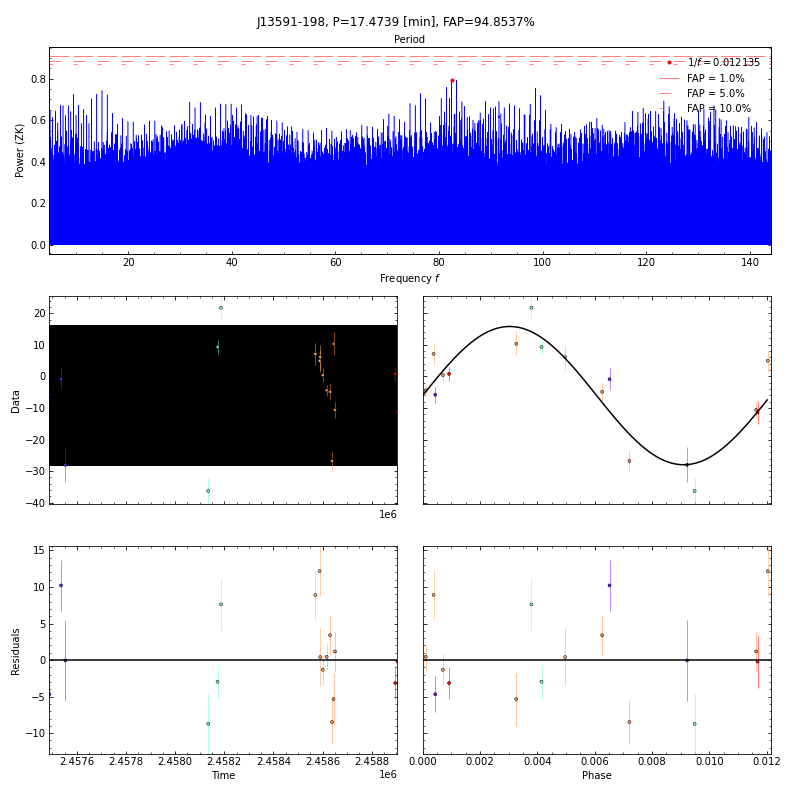 J13591-198, P=17.4739 [min], FAP=94.8537%
Period
Power (ZK)
0.8
0.6
0.4
0.2
0.0
1/f = 0.012135
FAP = 1.0%
FAP = 5.0%
FAP = 10.0%
20 40 60 80 100 120 140
Frequency f
Data
20
10
0
−10
−20
−30
−40
1e6
Residuals
15
10
5
0
−5
−10
2.4576 2.4578 2.4580 2.4582 2.4584 2.4586 2.4588
1e6
Time
0.000 0.002 0.004 0.006 0.008 0.010 0.012
Phase